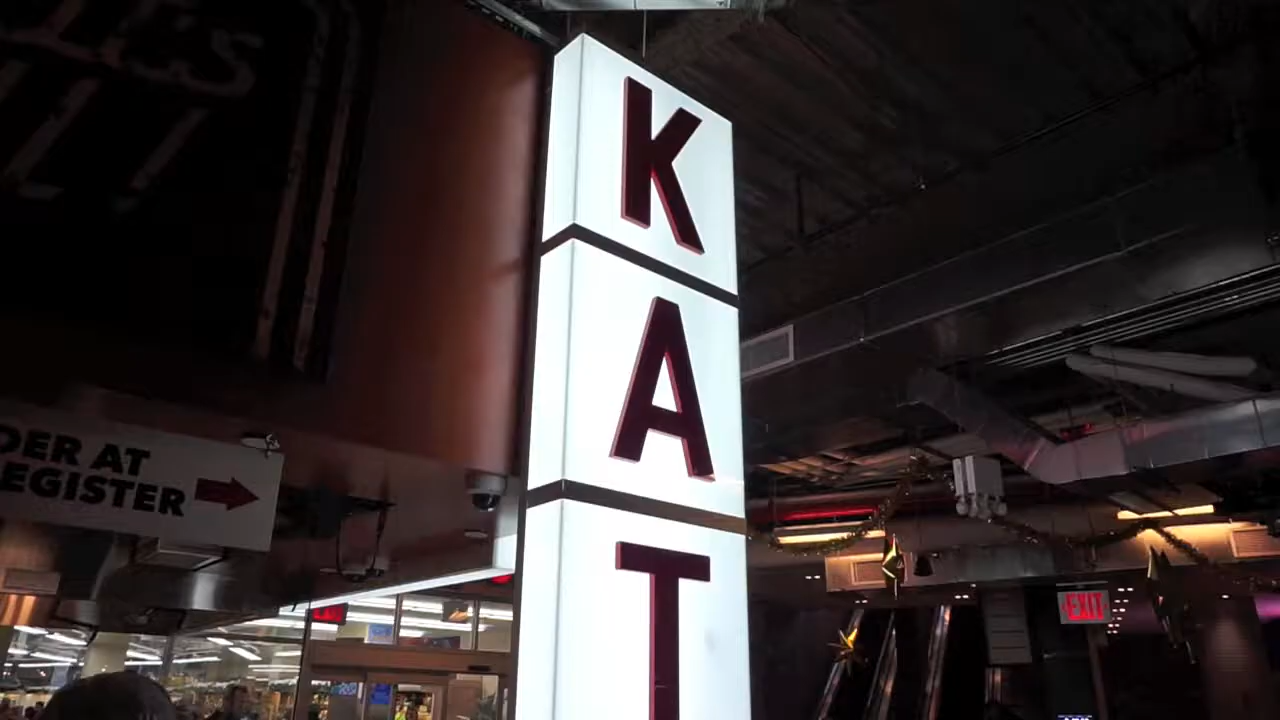 K
A
T
DER AT
EGISTER
EXIT